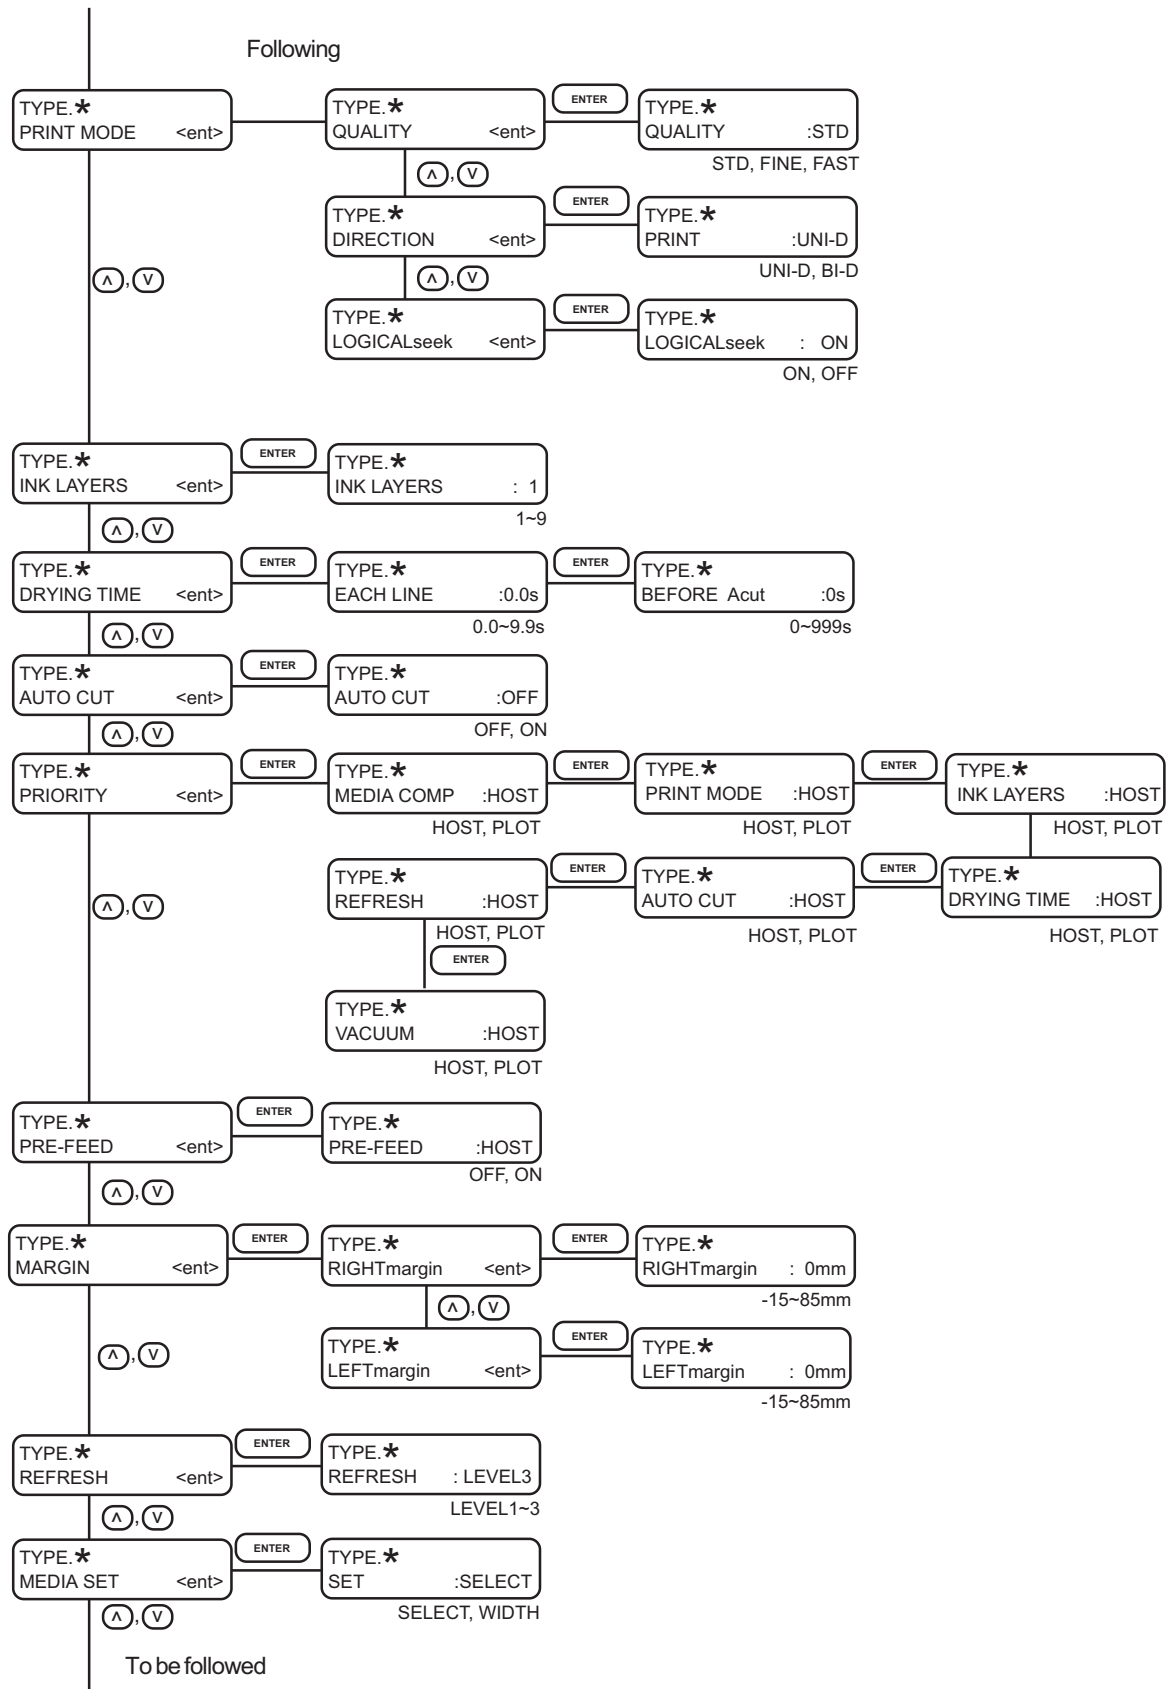 Following
TYPE.*
PRINT MODE <ent>
TYPE.*
QUALITY <ent>
ENTER
TYPE.*
QUALITY :STD
STD, FINE, FAST
∧, ∨
TYPE.*
DIRECTION <ent>
ENTER
TYPE.*
PRINT :UNI-D
UNI-D, BI-D
∧, ∨
∧, ∨
TYPE.*
LOGICALseek <ent>
ENTER
TYPE.*
LOGICALseek : ON
ON, OFF
TYPE.*
INK LAYERS <ent>
ENTER
TYPE.*
INK LAYERS : 1
1~9
∧, ∨
TYPE.*
DRYING TIME <ent>
ENTER
TYPE.*
EACH LINE :0.0s
0.0~9.9s
ENTER
TYPE.*
BEFORE Acut :0s
0~999s
∧, ∨
TYPE.*
AUTO CUT <ent>
ENTER
TYPE.*
AUTO CUT :OFF
OFF, ON
∧, ∨
TYPE.*
PRIORITY <ent>
ENTER
TYPE.*
MEDIA COMP :HOST
HOST, PLOT
ENTER
TYPE.*
PRINT MODE :HOST
HOST, PLOT
ENTER
TYPE.*
INK LAYERS :HOST
HOST, PLOT
TYPE.*
DRYING TIME :HOST
HOST, PLOT
ENTER
TYPE.*
AUTO CUT :HOST
HOST, PLOT
ENTER
TYPE.*
REFRESH :HOST
HOST, PLOT
ENTER
TYPE.*
VACUUM :HOST
HOST, PLOT
∧, ∨
TYPE.*
PRE-FEED <ent>
ENTER
TYPE.*
PRE-FEED :HOST
OFF, ON
∧, ∨
TYPE.*
MARGIN <ent>
ENTER
TYPE.*
RIGHTmargin <ent>
ENTER
TYPE.*
RIGHTmargin : 0mm
-15~85mm
∧, ∨
TYPE.*
LEFTmargin <ent>
ENTER
TYPE.*
LEFTmargin : 0mm
-15~85mm
∧, ∨
TYPE.*
REFRESH <ent>
ENTER
TYPE.*
REFRESH : LEVEL3
LEVEL1~3
∧, ∨
TYPE.*
MEDIA SET <ent>
ENTER
TYPE.*
SET :SELECT
SELECT, WIDTH
∧, ∨
To be followed